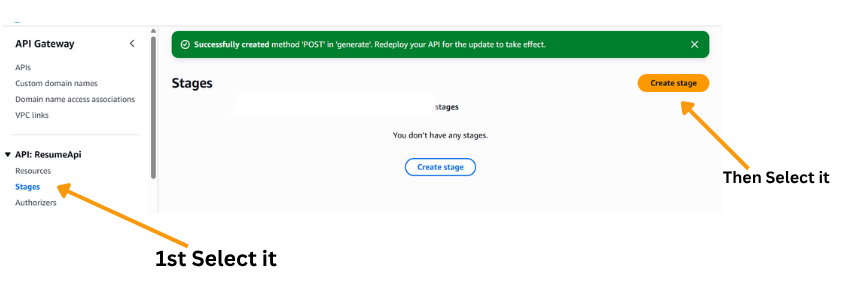 API Gateway
Successfully created method 'POST' in 'generate'. Redeploy your API for the update to take effect.
APIs
Custom domain names
Domain name access associations
VPC links
Stages
Create stage
stages
You don't have any stages.
Create stage
API: ResumeApi
Resources
Stages
Authorizers
Then Select it
1st Select it